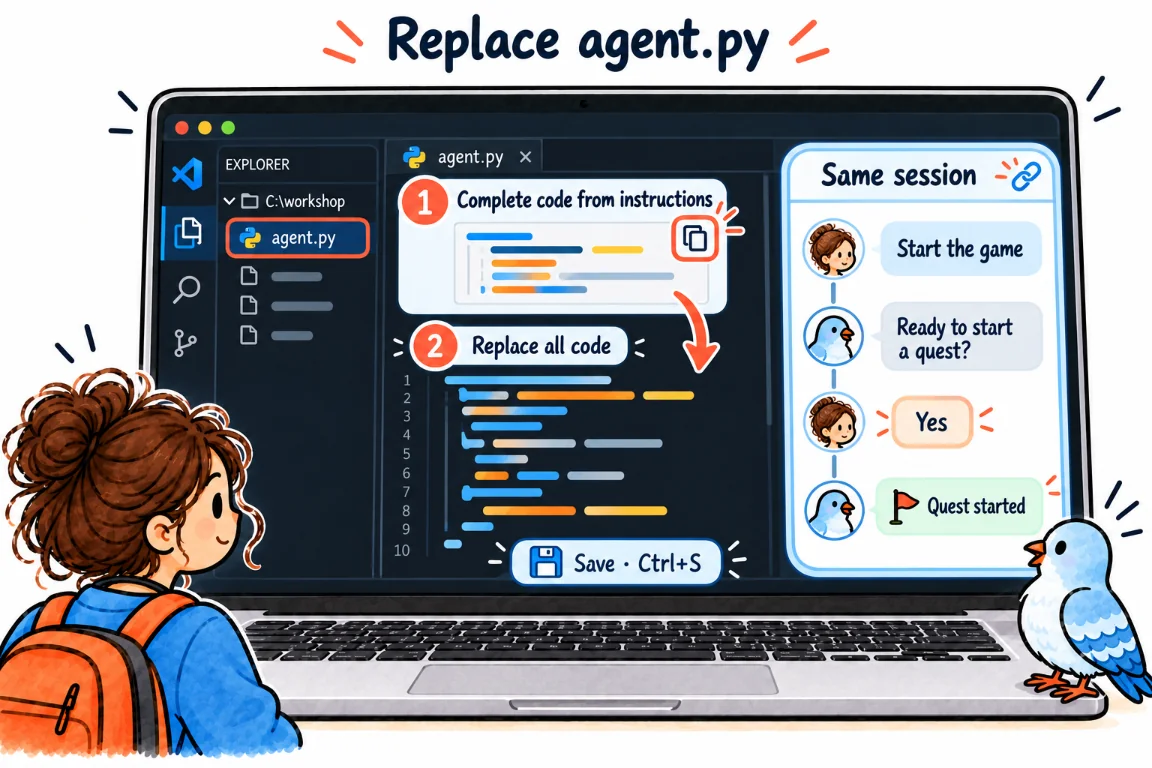 Replace agent.py
EXPLORER
C:\workshop
agent.py
agent.py
1
Complete code from instructions
2
Replace all code
1
2
3
4
5
6
7
8
9
10
Save · Ctrl+S
Same session
Start the game
Ready to start
a quest?
Yes
Quest started